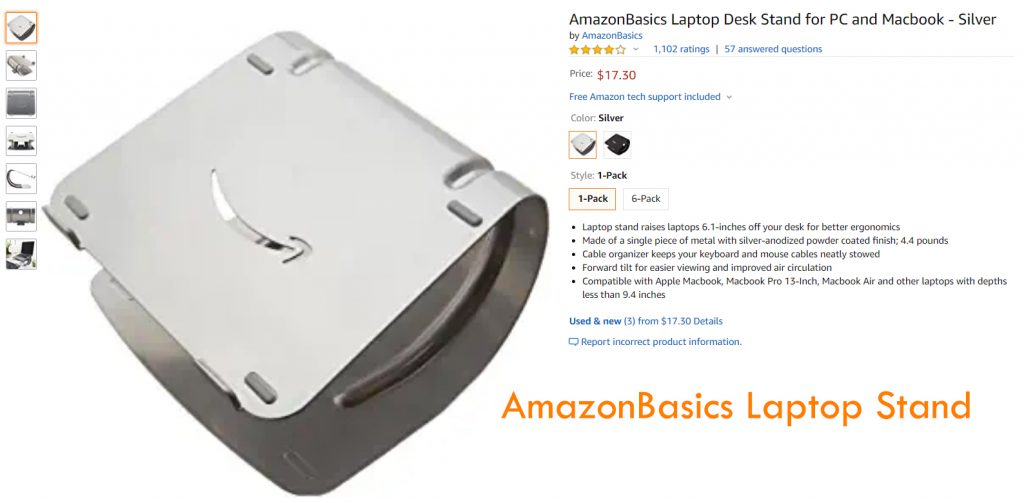 AmazonBasics Laptop Desk Stand for PC and Macbook - Silver
by AmazonBasics
1,102 ratings | 57 answered questions
Price: $17.30
Free Amazon tech support included
Color: Silver
Style: 1-Pack
1-Pack 6-Pack
• Laptop stand raises laptops 6.1-inches off your desk for better ergonomics
• Made of a single piece of metal with silver-anodized powder coated finish; 4.4 pounds
• Cable organizer keeps your keyboard and mouse cables neatly stowed
• Forward tilt for easier viewing and improved air circulation
• Compatible with Apple Macbook, Macbook Pro 13-Inch, Macbook Air and other laptops with depths
less than 9.4 inches
Used & new (3) from $17.30 Details
Report incorrect product information.
AmazonBasics Laptop Stand